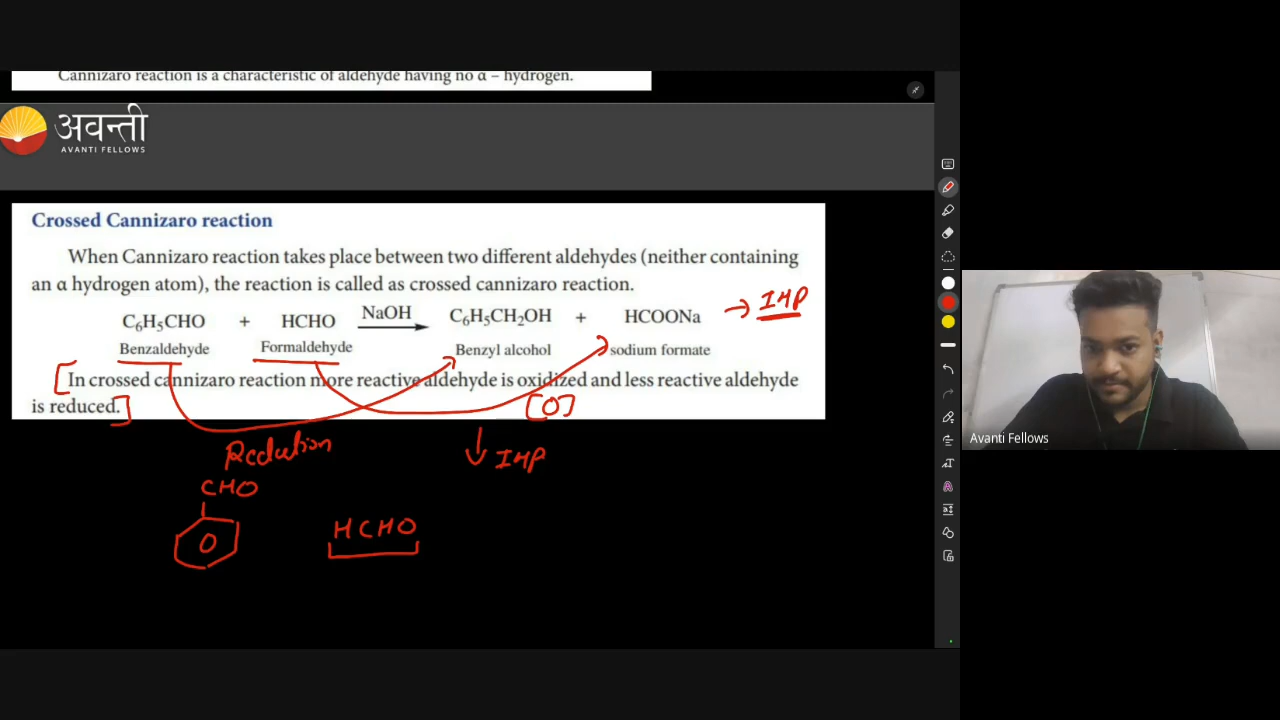 Cannizaro reaction is a characteristic of aldehyde having no α – hydrogen.
अवन्ती
AVANTI FELLOWS
Crossed Cannizaro reaction
When Cannizaro reaction takes place between two different aldehydes (neither containing
an α hydrogen atom), the reaction is called as crossed cannizaro reaction.
C₆H₅CHO + HCHO NaOH → C₆H₅CH₂OH + HCOONa → IMP
Benzaldehyde Formaldehyde Benzyl alcohol sodium formate
[In crossed cannizaro reaction more reactive aldehyde is oxidized and less reactive aldehyde
is reduced.] [O]
Redution ↓ IMP
CHO
HCHO
O
Avanti Fellows